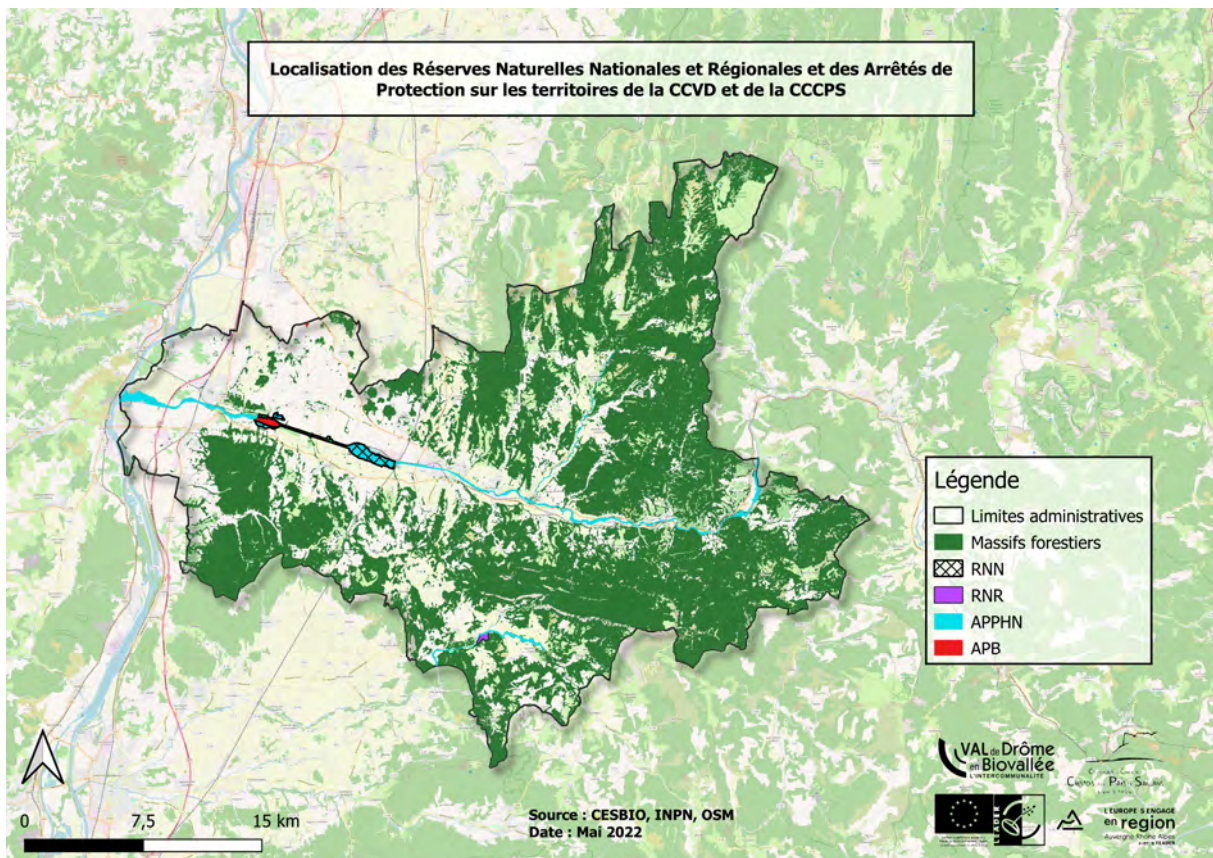 Localisation des Réserves Naturelles Nationales et Régionales et des Arrêtés de
Protection sur les territoires de la CCVD et de la CCCPS
Légende
Limites administratives
Massifs forestiers
RNN
RNR
APPHN
APB
0 7,5 15 km
Source : CESBIO, INPN, OSM
Date : Mai 2022
VAL de Drôme
en Biovallée
L'INTERCOMMUNALITÉ
LEADER
L'EUROPE S'ENGAGE
en region
Auvergne Rhône Alpes